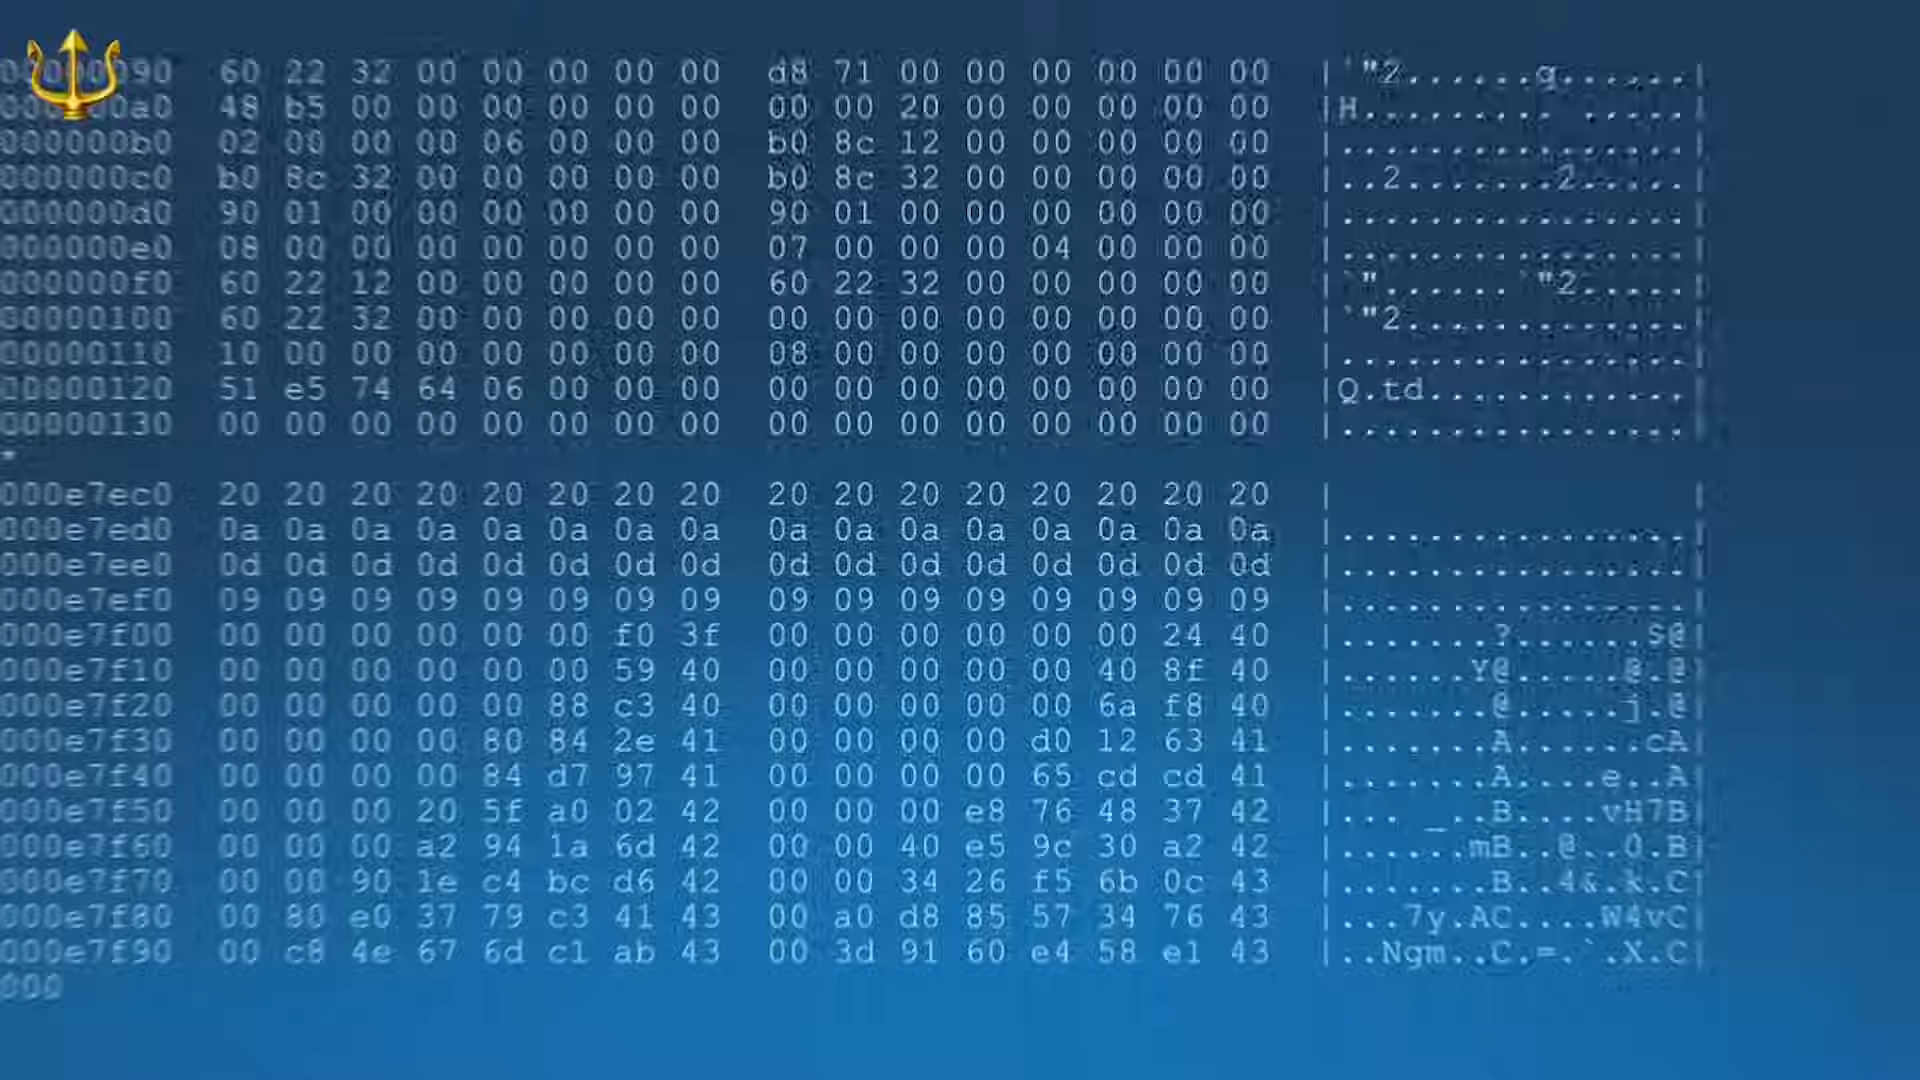 00000090  60 22 32 00 00 00 00 00  d8 71 00 00 00 00 00 00  |`"2......q......|
000000a0  48 b5 00 00 00 00 00 00  00 00 20 00 00 00 00 00  |H......... .....|
000000b0  02 00 00 00 06 00 00 00  b0 8c 12 00 00 00 00 00  |................|
000000c0  b0 8c 32 00 00 00 00 00  b0 8c 32 00 00 00 00 00  |..2.......2.....|
000000d0  90 01 00 00 00 00 00 00  90 01 00 00 00 00 00 00  |................|
000000e0  08 00 00 00 00 00 00 00  07 00 00 00 04 00 00 00  |................|
000000f0  60 22 12 00 00 00 00 00  60 22 32 00 00 00 00 00  |`"......`"2.....|
00000100  60 22 32 00 00 00 00 00  00 00 00 00 00 00 00 00  |`"2.............|
00000110  10 00 00 00 00 00 00 00  08 00 00 00 00 00 00 00  |................|
00000120  51 e5 74 64 06 00 00 00  00 00 00 00 00 00 00 00  |Q.td............|
00000130  00 00 00 00 00 00 00 00  00 00 00 00 00 00 00 00  |................|
*
000e7ec0  20 20 20 20 20 20 20 20  20 20 20 20 20 20 20 20  |                |
000e7ed0  0a 0a 0a 0a 0a 0a 0a 0a  0a 0a 0a 0a 0a 0a 0a 0a  |................|
000e7ee0  0d 0d 0d 0d 0d 0d 0d 0d  0d 0d 0d 0d 0d 0d 0d 0d  |................|
000e7ef0  09 09 09 09 09 09 09 09  09 09 09 09 09 09 09 09  |................|
000e7f00  00 00 00 00 00 00 f0 3f  00 00 00 00 00 00 24 40  |.......?......$@|
000e7f10  00 00 00 00 00 00 59 40  00 00 00 00 00 40 8f 40  |......Y@.....@.@|
000e7f20  00 00 00 00 00 88 c3 40  00 00 00 00 00 6a f8 40  |.......@.....j.@|
000e7f30  00 00 00 00 80 84 2e 41  00 00 00 00 d0 12 63 41  |.......A......cA|
000e7f40  00 00 00 00 84 d7 97 41  00 00 00 00 65 cd cd 41  |.......A....e..A|
000e7f50  00 00 00 20 5f a0 02 42  00 00 00 e8 76 48 37 42  |... _..B....vH7B|
000e7f60  00 00 00 a2 94 1a 6d 42  00 00 40 e5 9c 30 a2 42  |......mB..@..0.B|
000e7f70  00 00 90 1e c4 bc d6 42  00 00 34 26 f5 6b 0c 43  |.......B..4&.k.C|
000e7f80  00 80 e0 37 79 c3 41 43  00 a0 d8 85 57 34 76 43  |...7y.AC....W4vC|
000e7f90  00 c8 4e 67 6d c1 ab 43  00 3d 91 60 e4 58 e1 43  |..Ngm..C.=.`.X.C|
000